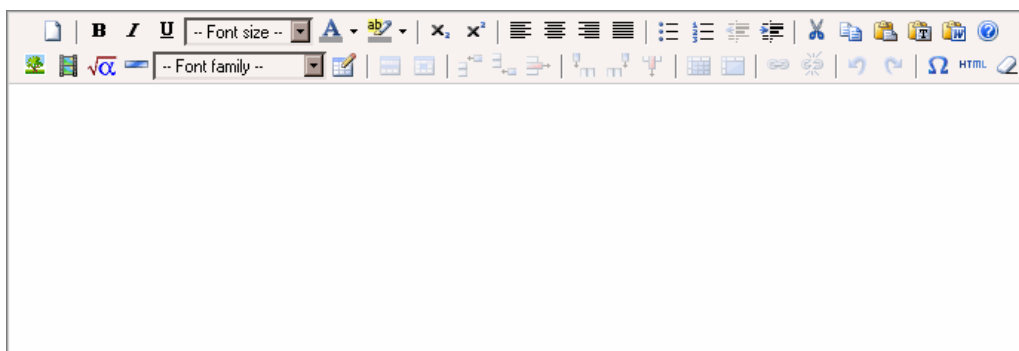 B I U -- Font size -- A ab x₂ x²
√α -- Font family -- Ω HTML